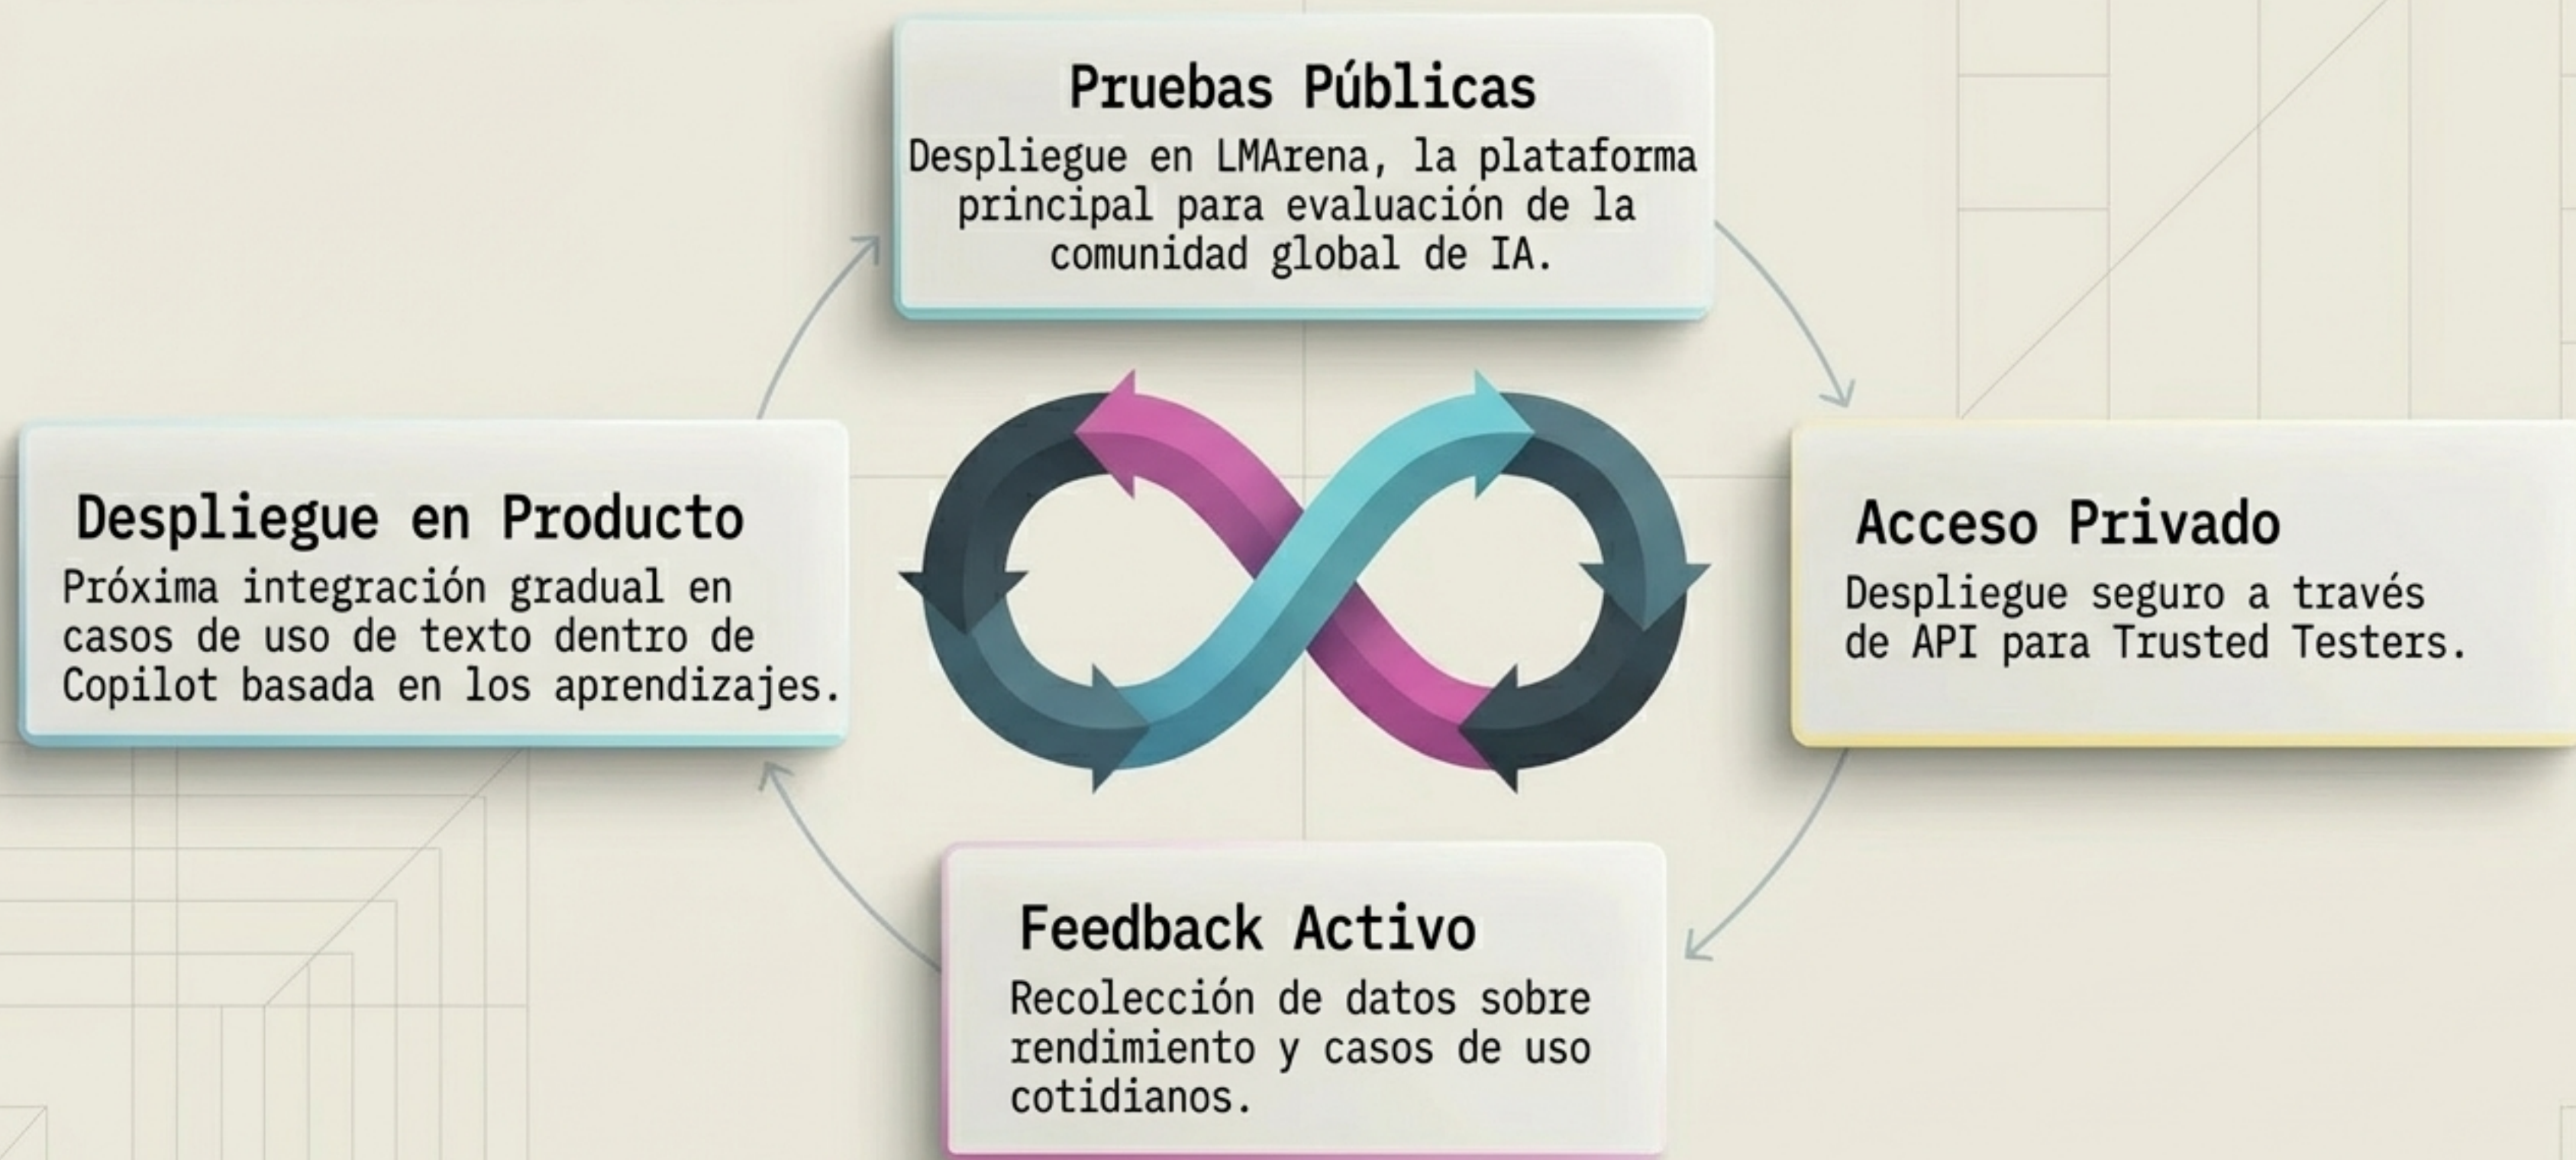 Pruebas Públicas
Despliegue en LMArena, la plataforma
principal para evaluación de la
comunidad global de IA.
Despliegue en Producto
Próxima integración gradual en
casos de uso de texto dentro de
Copilot basada en los aprendizajes.
Acceso Privado
Despliegue seguro a través
de API para Trusted Testers.
Feedback Activo
Recolección de datos sobre
rendimiento y casos de uso
cotidianos.